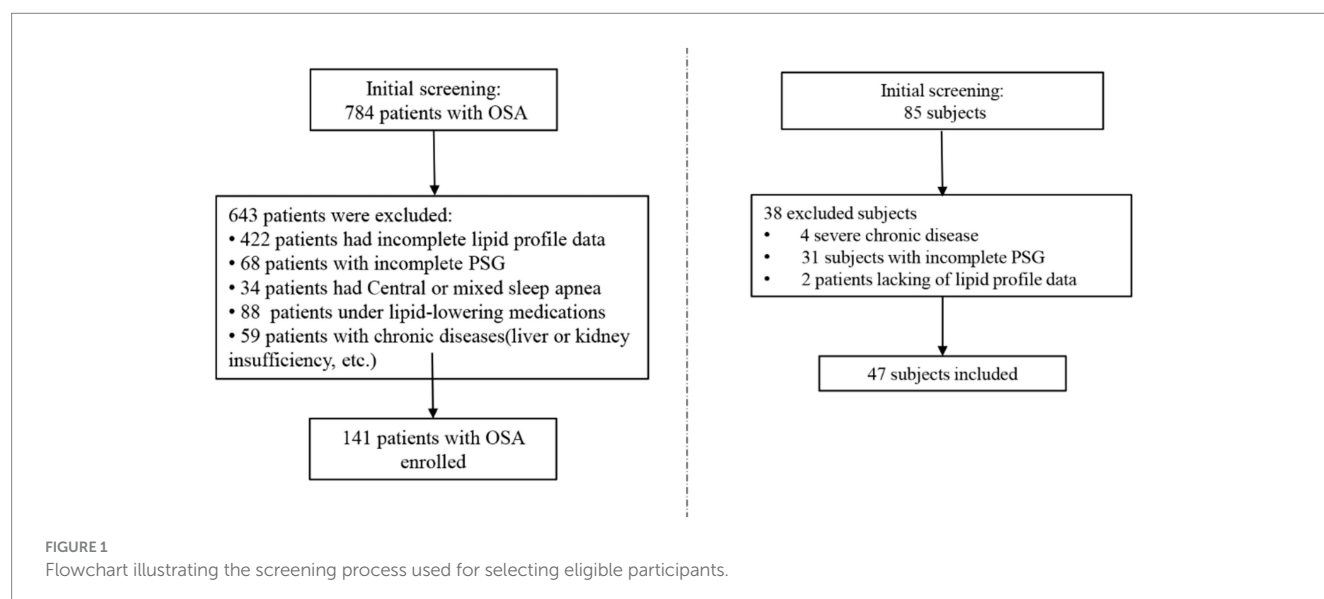 Initial screening:
784 patients with OSA
643 patients were excluded:
• 422 patients had incomplete lipid profile data
• 68 patients with incomplete PSG
• 34 patients had Central or mixed sleep apnea
• 88 patients under lipid-lowering medications
• 59 patients with chronic diseases(liver or kidney
insufficiency, etc.)
141 patients with OSA
enrolled
Initial screening:
85 subjects
38 excluded subjects
• 4 severe chronic disease
• 31 subjects with incomplete PSG
• 2 patients lacking of lipid profile data
47 subjects included
FIGURE 1
Flowchart illustrating the screening process used for selecting eligible participants.